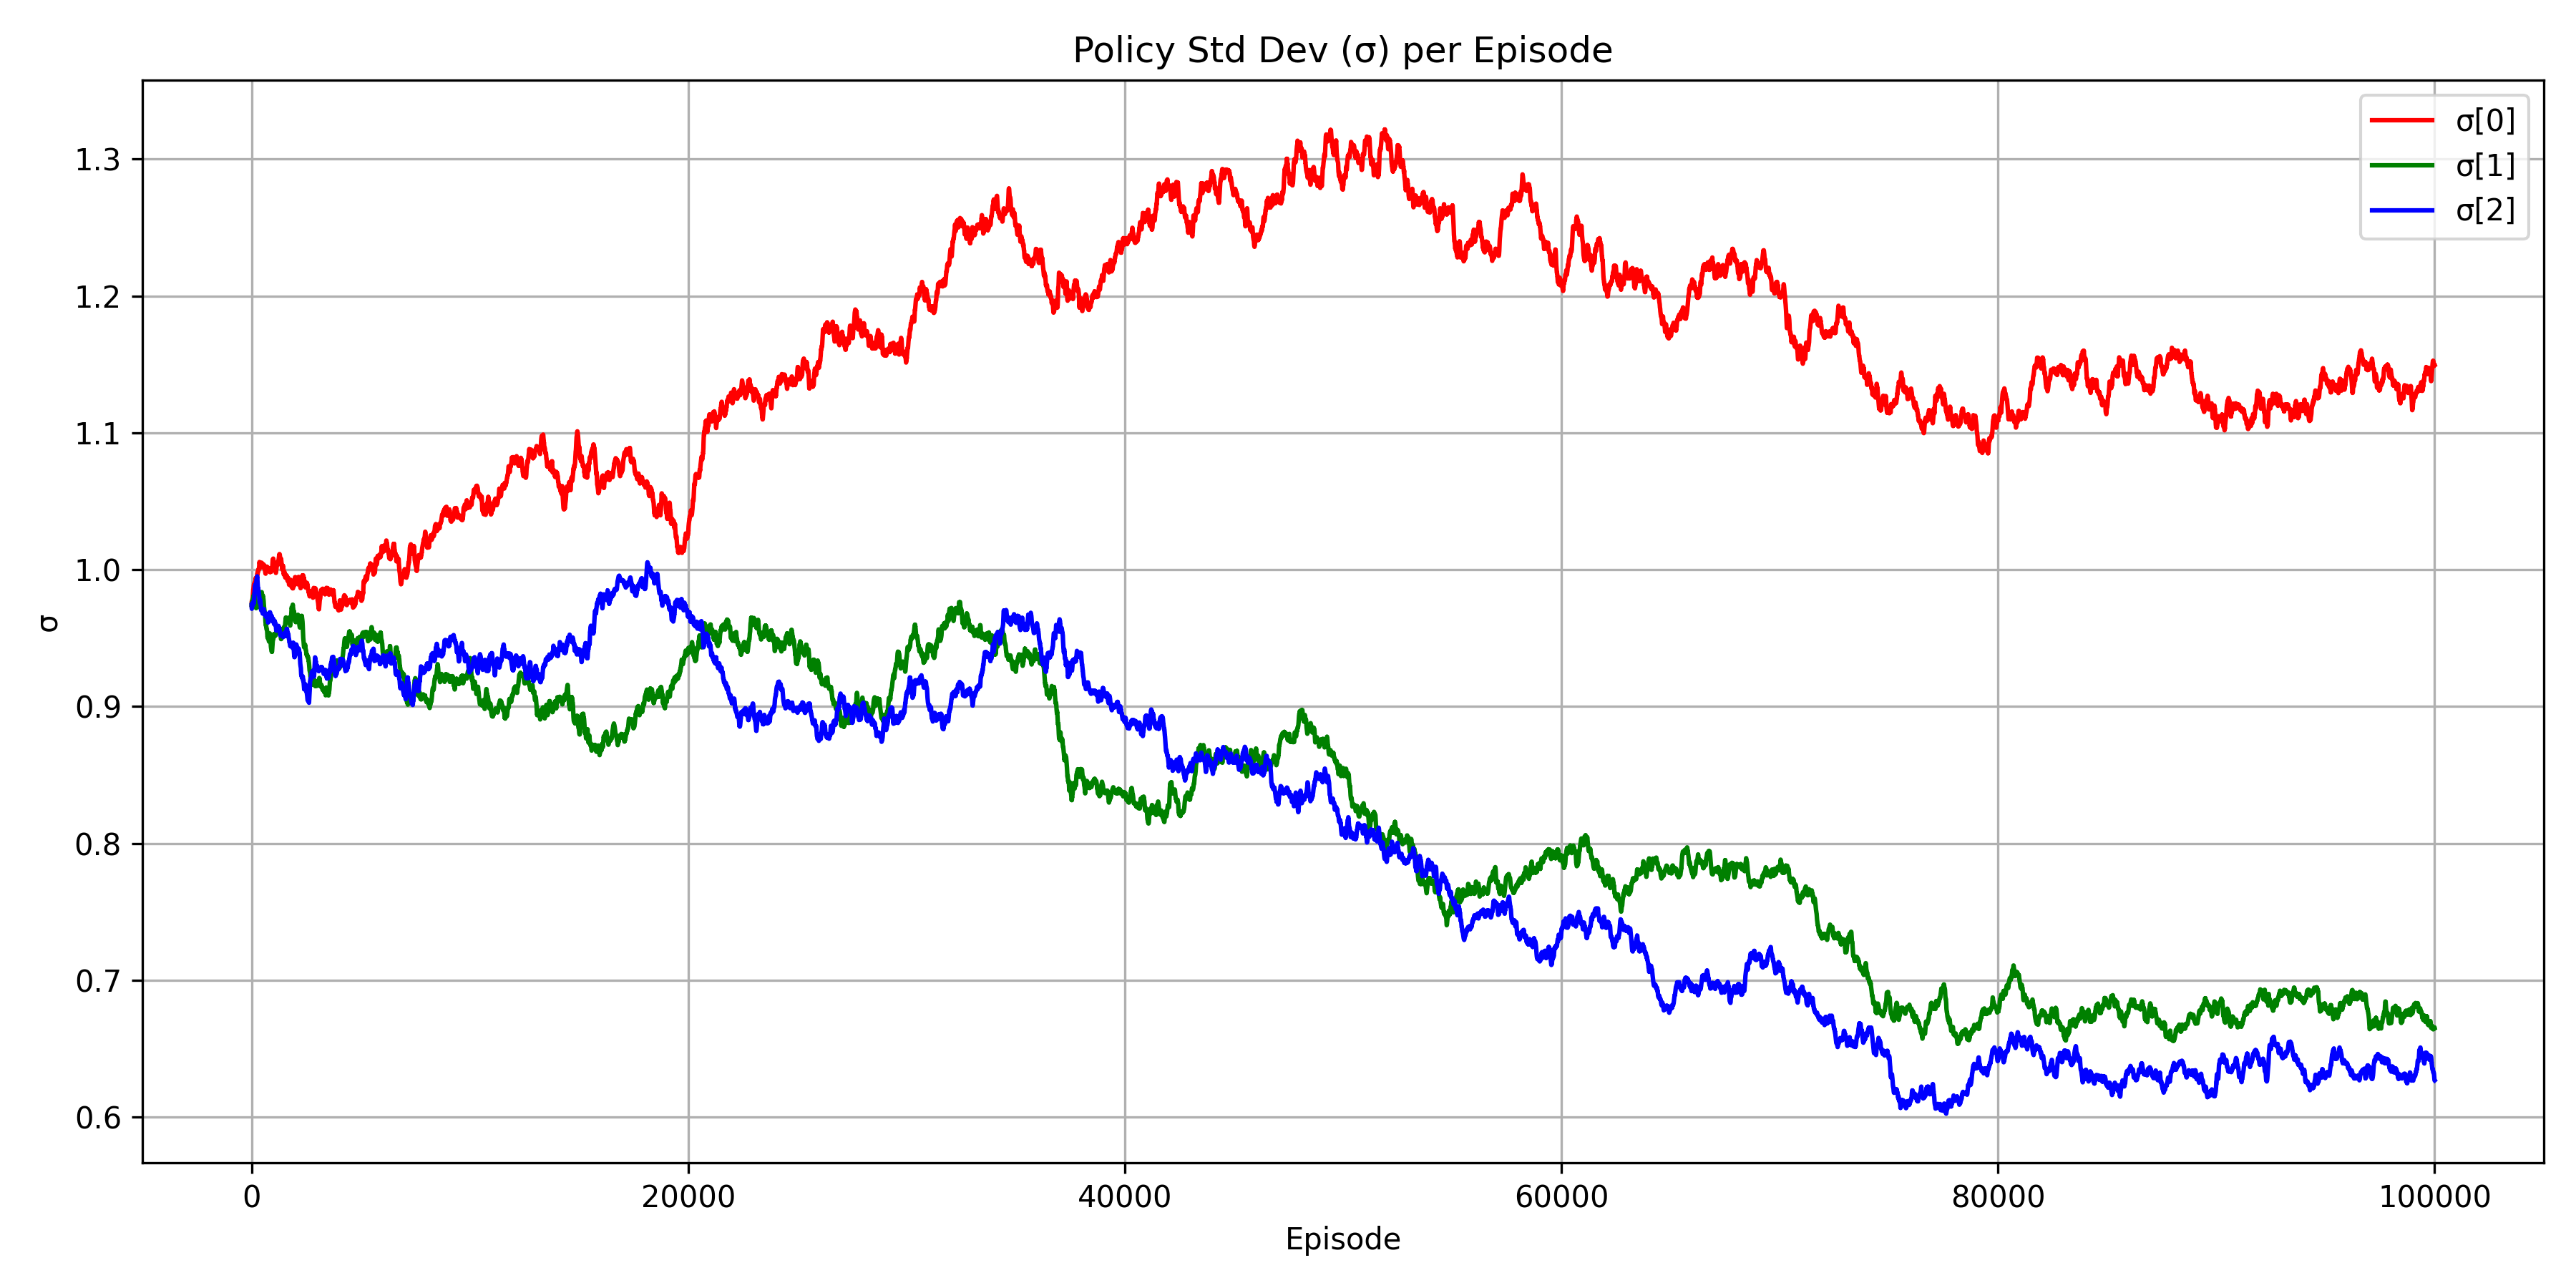 Policy Std Dev (σ) per Episode
σ[0]
σ[1]
σ[2]
1.3
1.2
1.1
1.0
0.9
0.8
0.7
0.6
σ
0 20000 40000 60000 80000 100000
Episode